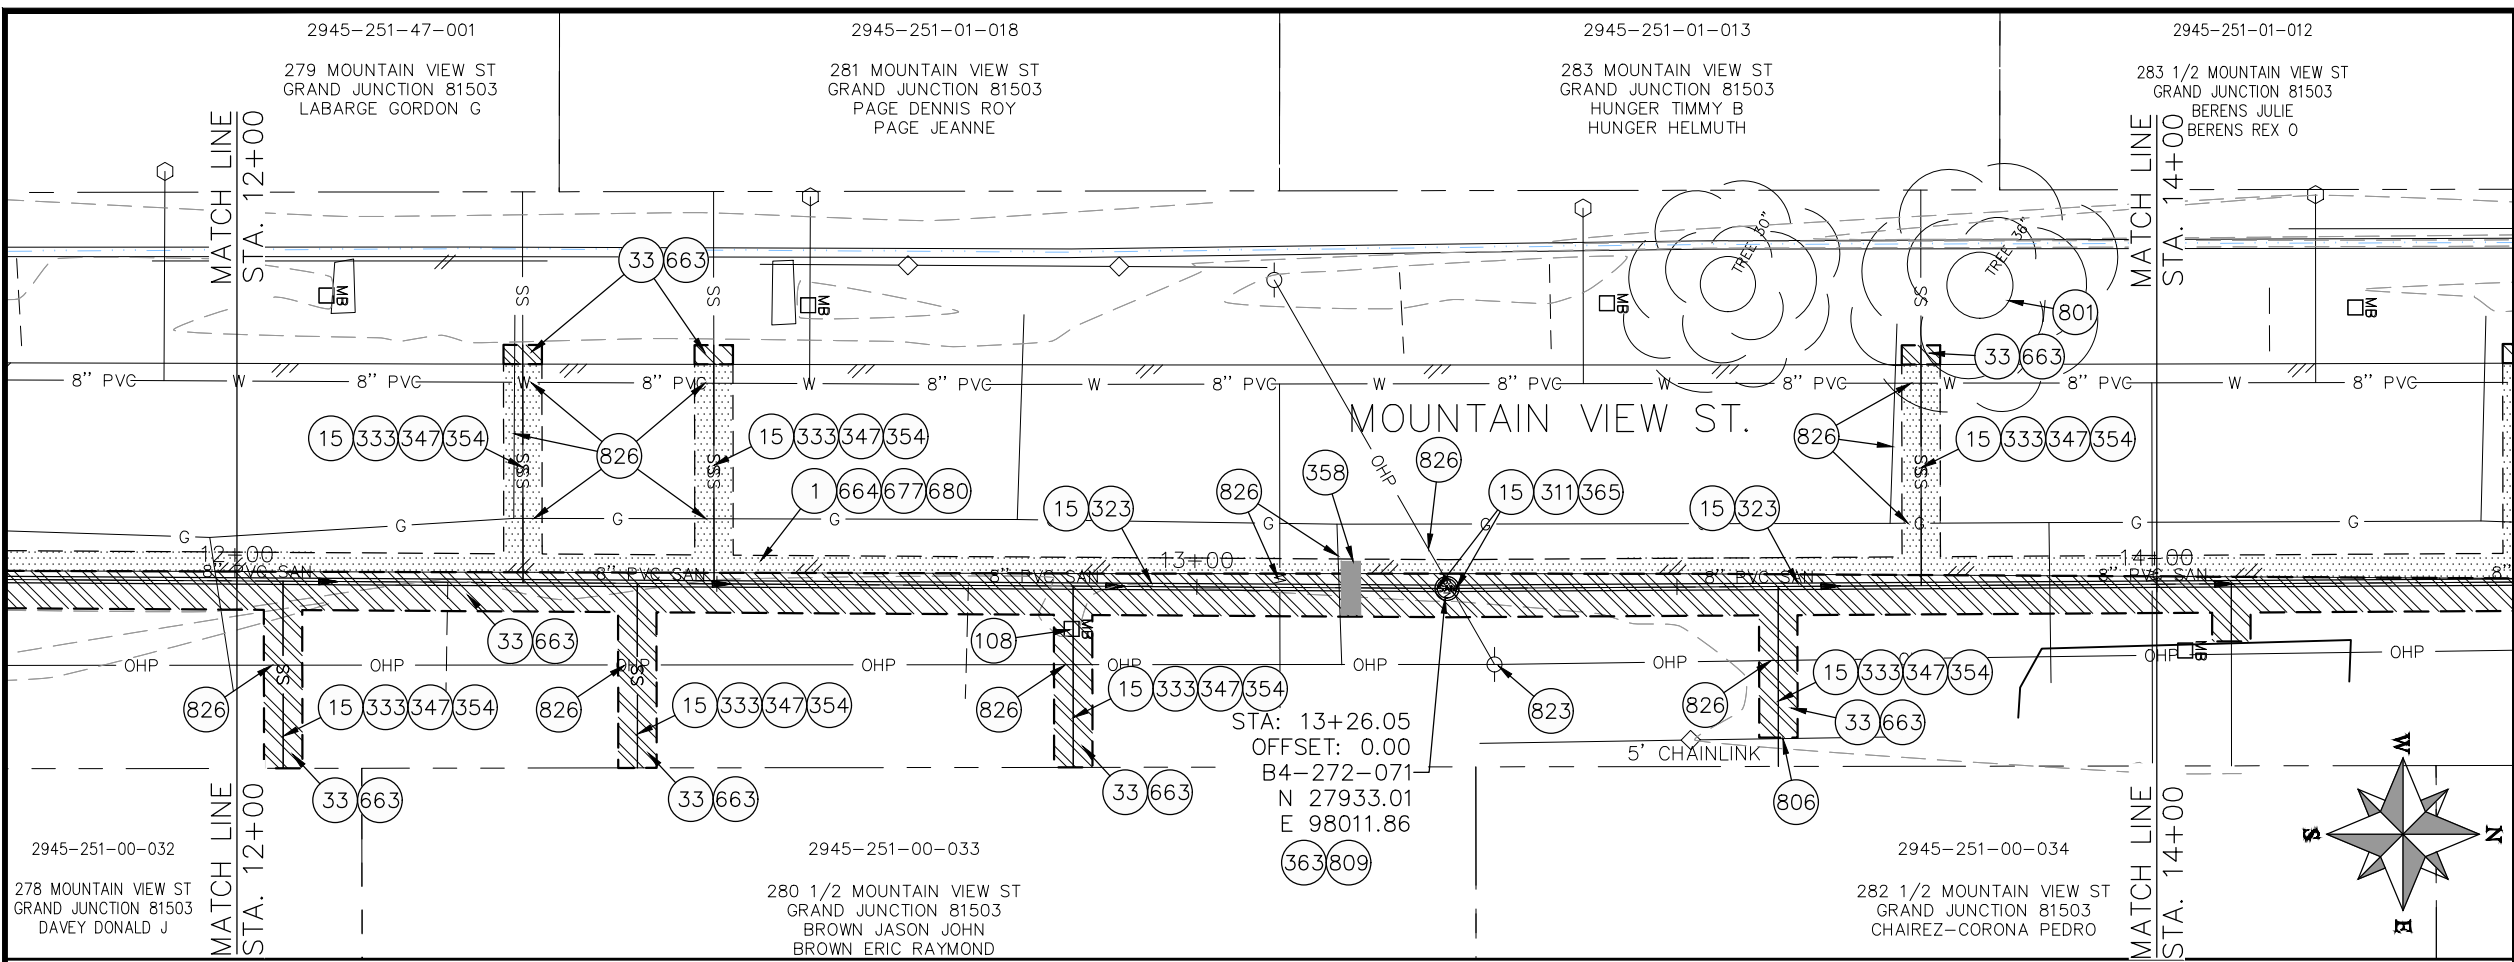 2945-251-47-001
279 MOUNTAIN VIEW ST
GRAND JUNCTION 81503
LABARGE GORDON G
2945-251-01-018
281 MOUNTAIN VIEW ST
GRAND JUNCTION 81503
PAGE DENNIS ROY
PAGE JEANNE
2945-251-01-013
283 MOUNTAIN VIEW ST
GRAND JUNCTION 81503
HUNGER TIMMY B
HUNGER HELMUTH
2945-251-01-012
283 1/2 MOUNTAIN VIEW ST
GRAND JUNCTION 81503
BERENS JULIE
BERENS REX O
MATCH LINE
STA. 12+00
MATCH LINE
STA. 14+00
TREE 30"
TREE 36"
33 663
SS
SS
SS
MB
MB
MB
MB
801
33 663
8" PVC W 8" PVC W 8" PVC W 8" PVC W 8" PVC W 8" PVC W 8" PVC W 8" PVC W 8" PVC
MOUNTAIN VIEW ST.
15 333 347 354
SSS
826
SSS
15 333 347 354
OHP
826
826
SSS
15 333 347 354
358
1 664 677 680
826
15 323
15 311 365
15 323
G G G G G G G G G
12+00
13+00
14+00
8" PVC SAN 8" PVC SAN 8" PVC SAN 8" PVC SAN 8" PVC SAN 8"
33 663
108
MB
MB
OHP OHP OHP OHP OHP OHP OHP OHP OHP
SS
SS
826
15 333 347 354
826
15 333 347 354
826
15 333 347 354
823
826
15 333 347 354
33 663
STA: 13+26.05
OFFSET: 0.00
B4-272-071
N 27933.01
E 98011.86
363 809
5' CHAINLINK
33 663
33 663
33 663
806
W
N
S
E
MATCH LINE
STA. 12+00
MATCH LINE
STA. 14+00
2945-251-00-032
278 MOUNTAIN VIEW ST
GRAND JUNCTION 81503
DAVEY DONALD J
2945-251-00-033
280 1/2 MOUNTAIN VIEW ST
GRAND JUNCTION 81503
BROWN JASON JOHN
BROWN ERIC RAYMOND
2945-251-00-034
282 1/2 MOUNTAIN VIEW ST
GRAND JUNCTION 81503
CHAIREZ-CORONA PEDRO